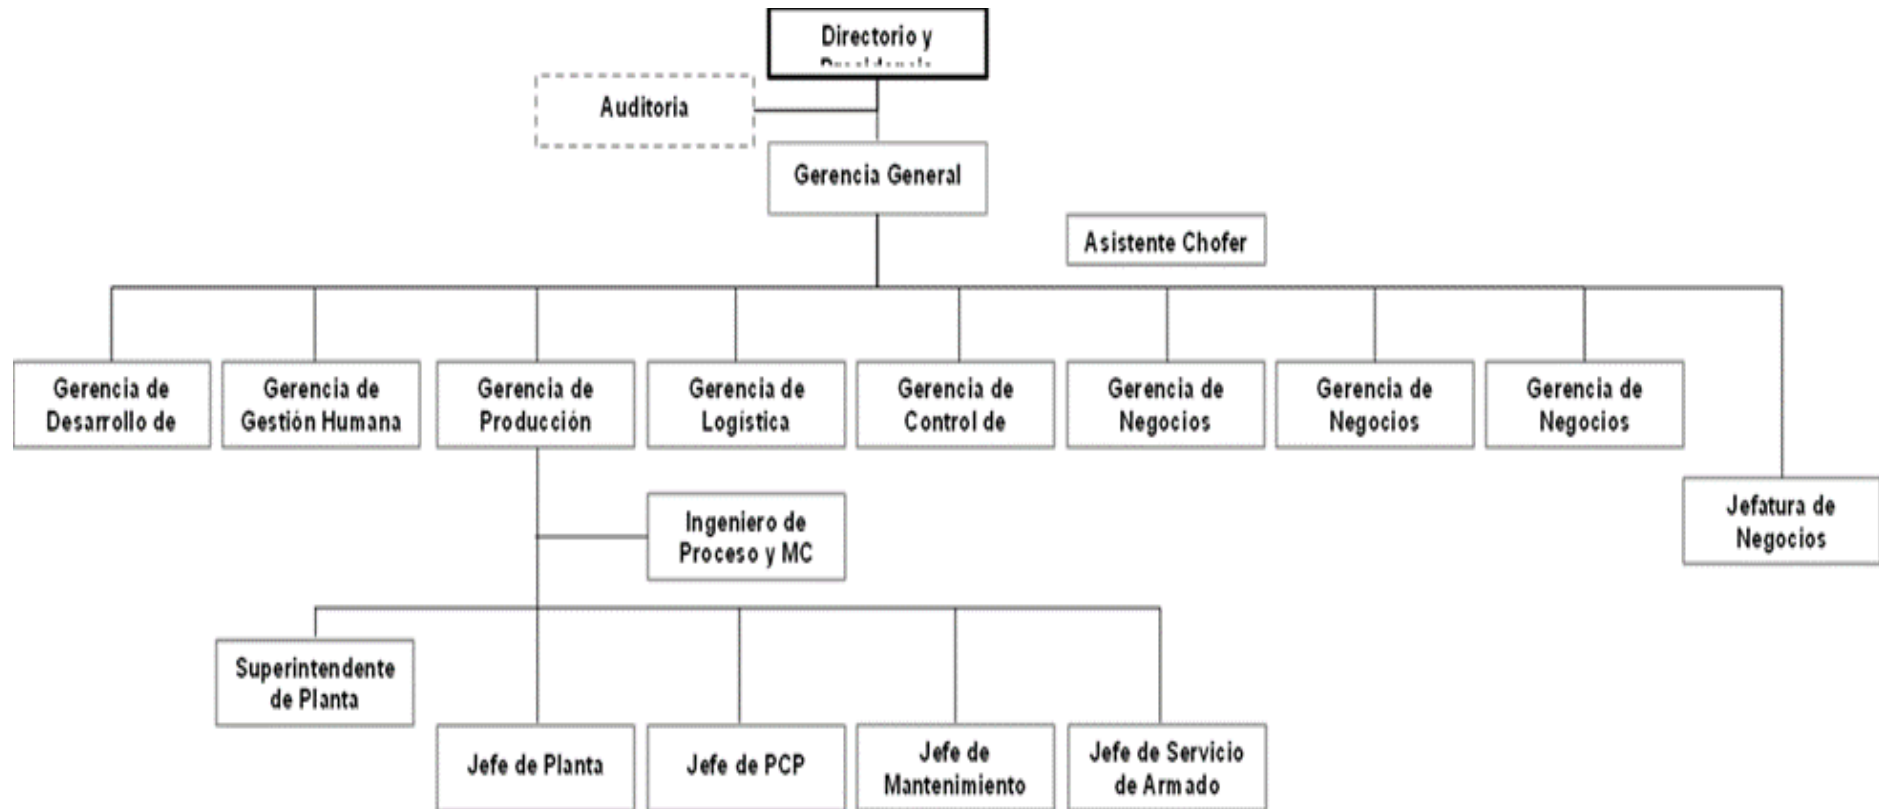 Directorio y
Auditoria
Gerencia General
Asistente Chofer
Gerencia de
Desarrollo de
Gerencia de
Gestión Humana
Gerencia de
Producción
Gerencia de
Logística
Gerencia de
Control de
Gerencia de
Negocios
Gerencia de
Negocios
Gerencia de
Negocios
Jefatura de
Negocios
Ingeniero de
Proceso y MC
Superintendente
de Planta
Jefe de Planta
Jefe de PCP
Jefe de
Mantenimiento
Jefe de Servicio
de Armado